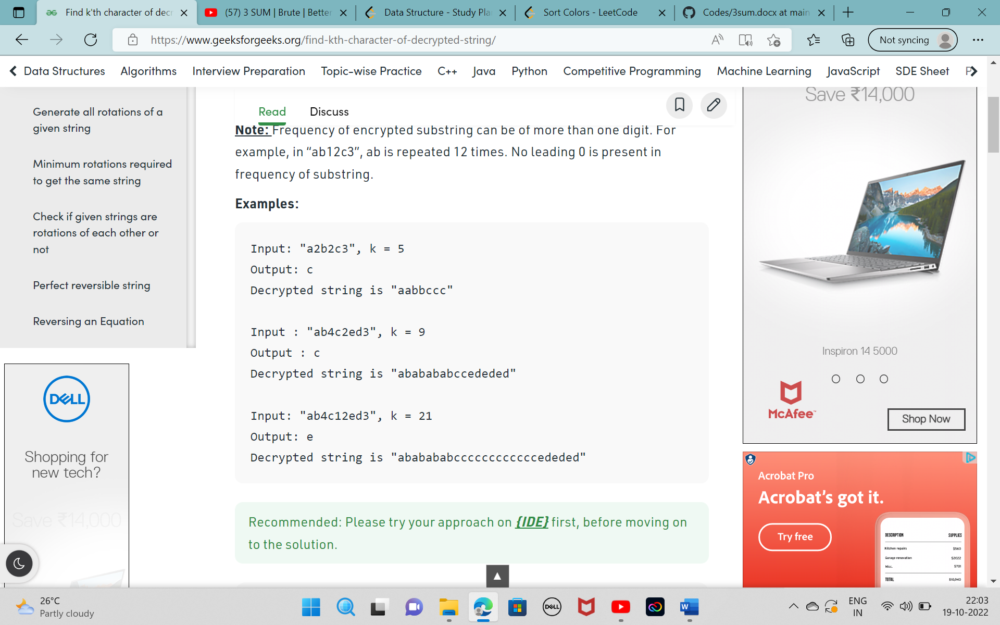 Find k'th character of decr
(57) 3 SUM | Brute | Better
Data Structure - Study Pla
Sort Colors - LeetCode
Codes/3sum.docx at main
https://www.geeksforgeeks.org/find-kth-character-of-decrypted-string/
Not syncing
Data Structures Algorithms Interview Preparation Topic-wise Practice C++ Java Python Competitive Programming Machine Learning JavaScript SDE Sheet P
Generate all rotations of a
given string
Minimum rotations required
to get the same string
Check if given strings are
rotations of each other or
not
Perfect reversible string
Reversing an Equation
DELL
Shopping for
new tech?
Save ₹14,000
Read Discuss
Note: Frequency of encrypted substring can be of more than one digit. For
example, in “ab12c3”, ab is repeated 12 times. No leading 0 is present in
frequency of substring.
Examples:
Input: "a2b2c3", k = 5
Output: c
Decrypted string is "aabbccc"
Input : "ab4c2ed3", k = 9
Output : c
Decrypted string is "ababababccededed"
Input: "ab4c12ed3", k = 21
Output: e
Decrypted string is "ababababccccccccccccededed"
Recommended: Please try your approach on {IDE} first, before moving on
to the solution.
Save ₹14,000
Inspiron 14 5000
McAfee™
Shop Now
Acrobat Pro
Acrobat’s got it.
Try free
DESCRIPTION SUPPLIES
Kitchen repairs $560
Garage renovation $2022
Misc. $701
TOTAL $10,940
26°C
Partly cloudy
DELL
W
ENG
IN
22:03
19-10-2022